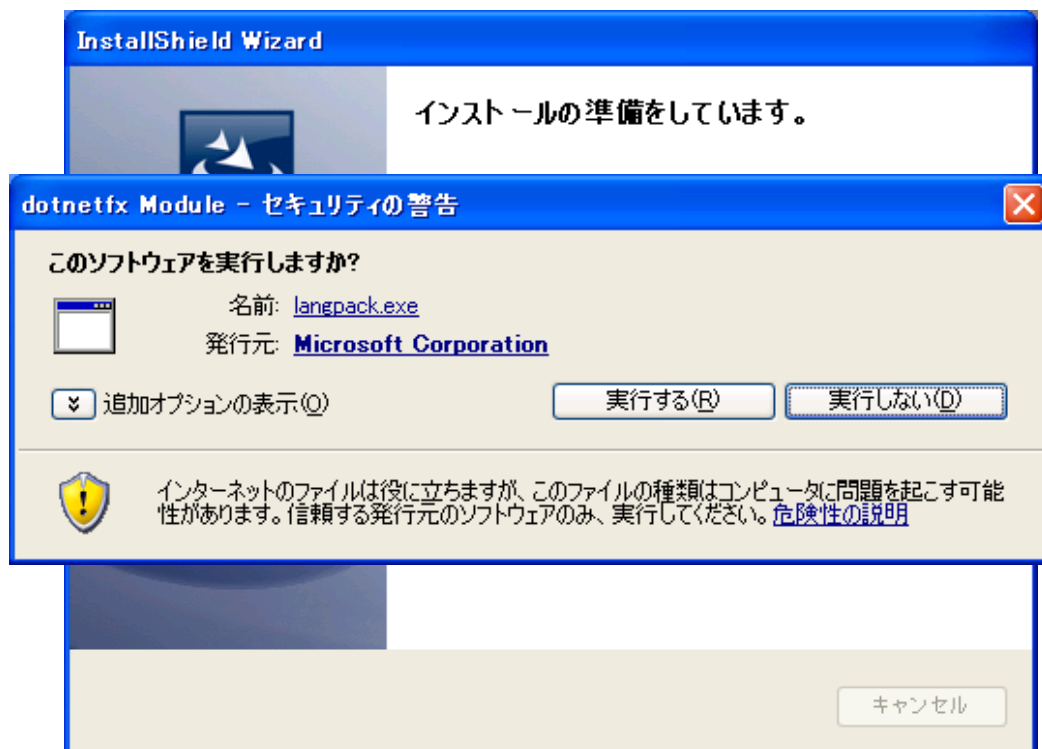 InstallShield Wizard
インストールの準備をしています。
dotnetfx Module - セキュリティの警告
このソフトウェアを実行しますか?
名前: langpack.exe
発行元: Microsoft Corporation
追加オプションの表示(O)
実行する(R)
実行しない(D)
インターネットのファイルは役に立ちますが、このファイルの種類はコンピュータに問題を起こす可能
性があります。信頼する発行元のソフトウェアのみ、実行してください。危険性の説明
キャンセル